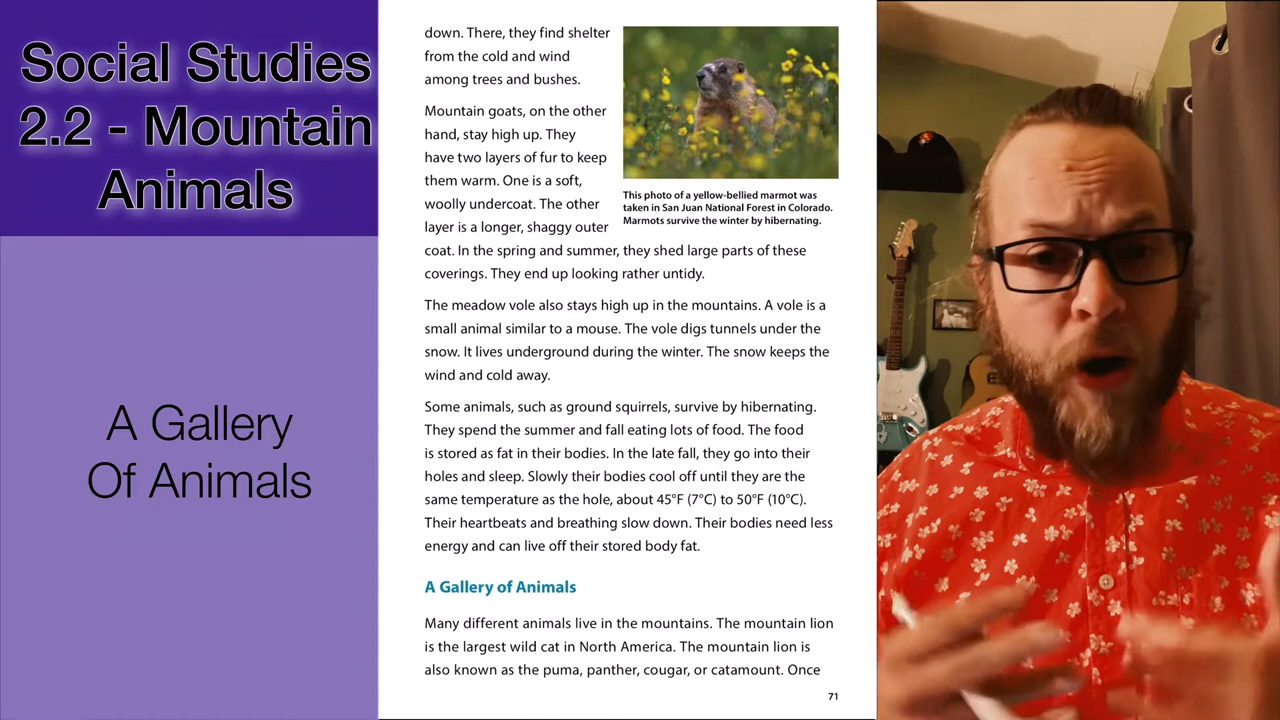 Social Studies
2.2 - Mountain
Animals
A Gallery
Of Animals
down. There, they find shelter
from the cold and wind
among trees and bushes.
Mountain goats, on the other
hand, stay high up. They
have two layers of fur to keep
them warm. One is a soft,
woolly undercoat. The other
layer is a longer, shaggy outer
coat. In the spring and summer, they shed large parts of these
coverings. They end up looking rather untidy.
This photo of a yellow-bellied marmot was
taken in San Juan National Forest in Colorado.
Marmots survive the winter by hibernating.
The meadow vole also stays high up in the mountains. A vole is a
small animal similar to a mouse. The vole digs tunnels under the
snow. It lives underground during the winter. The snow keeps the
wind and cold away.
Some animals, such as ground squirrels, survive by hibernating.
They spend the summer and fall eating lots of food. The food
is stored as fat in their bodies. In the late fall, they go into their
holes and sleep. Slowly their bodies cool off until they are the
same temperature as the hole, about 45°F (7°C) to 50°F (10°C).
Their heartbeats and breathing slow down. Their bodies need less
energy and can live off their stored body fat.
A Gallery of Animals
Many different animals live in the mountains. The mountain lion
is the largest wild cat in North America. The mountain lion is
also known as the puma, panther, cougar, or catamount. Once
71